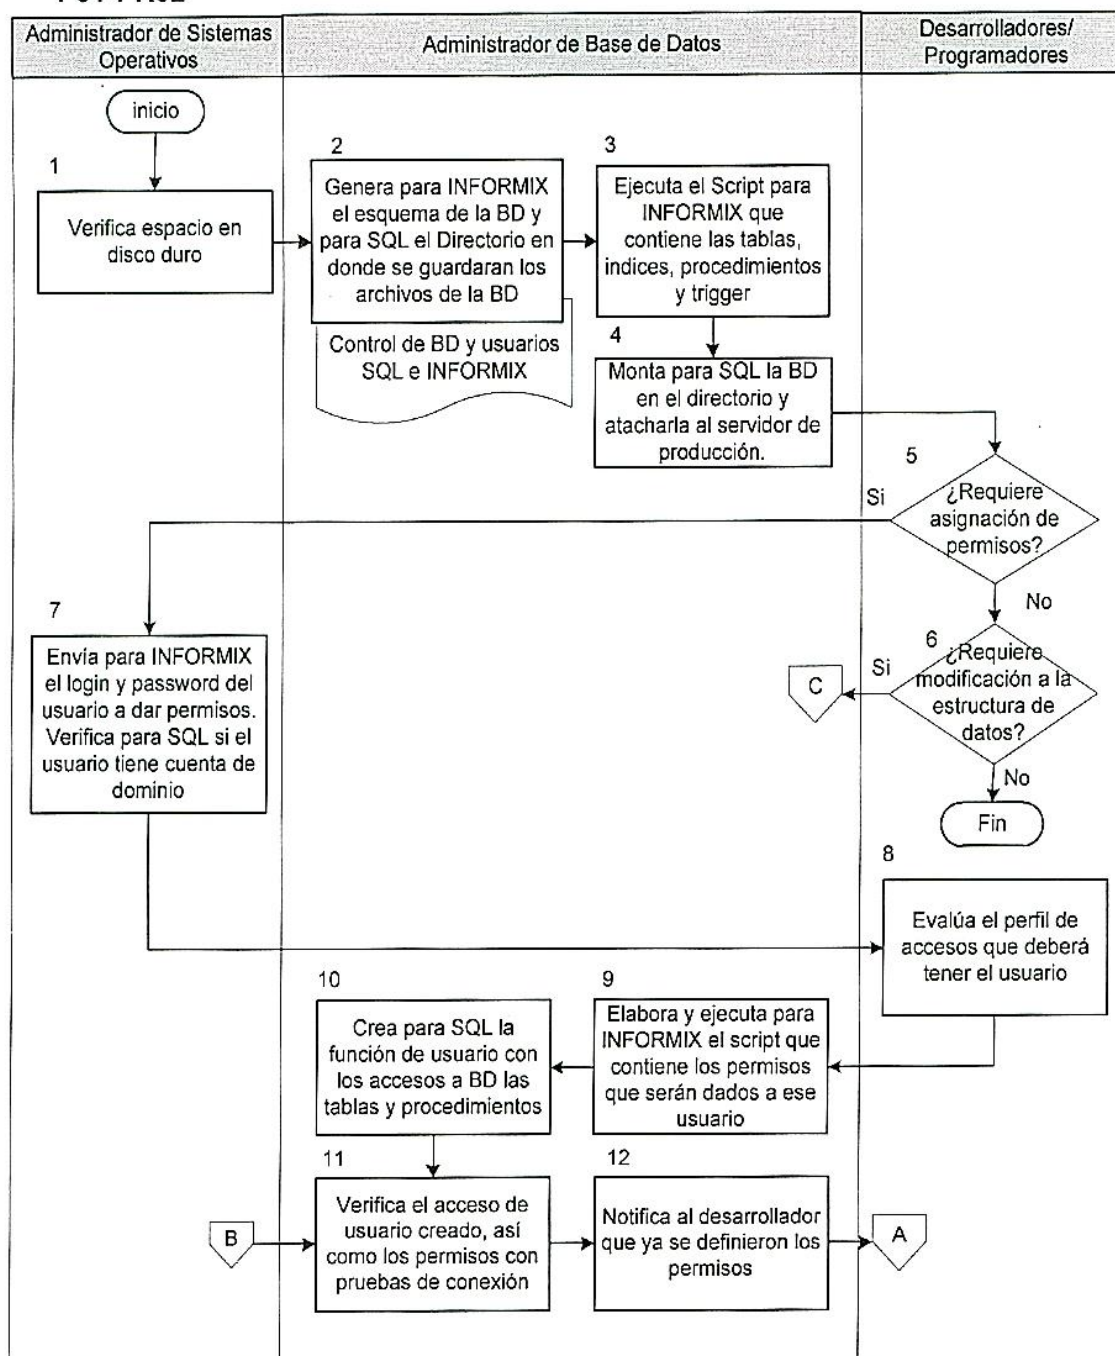 Administrador de Sistemas
Operativos
Administrador de Base de Datos
Desarrolladores/
Programadores
inicio
1
Verifica espacio en
disco duro
2
Genera para INFORMIX
el esquema de la BD y
para SQL el Directorio en
donde se guardaran los
archivos de la BD
Control de BD y usuarios
SQL e INFORMIX
3
Ejecuta el Script para
INFORMIX que
contiene las tablas,
indices, procedimientos
y trigger
4
Monta para SQL la BD
en el directorio y
atacharla al servidor de
producción.
5
¿Requiere
asignación de
permisos?
Si
No
6
¿Requiere
modificación a la
estructura de
datos?
Si
C
No
Fin
7
Envía para INFORMIX
el login y password del
usuario a dar permisos.
Verifica para SQL si el
usuario tiene cuenta de
dominio
8
Evalúa el perfil de
accesos que deberá
tener el usuario
9
Elabora y ejecuta para
INFORMIX el script que
contiene los permisos
que serán dados a ese
usuario
10
Crea para SQL la
función de usuario con
los accesos a BD las
tablas y procedimientos
11
B
Verifica el acceso de
usuario creado, así
como los permisos con
pruebas de conexión
12
Notifica al desarrollador
que ya se definieron los
permisos
A